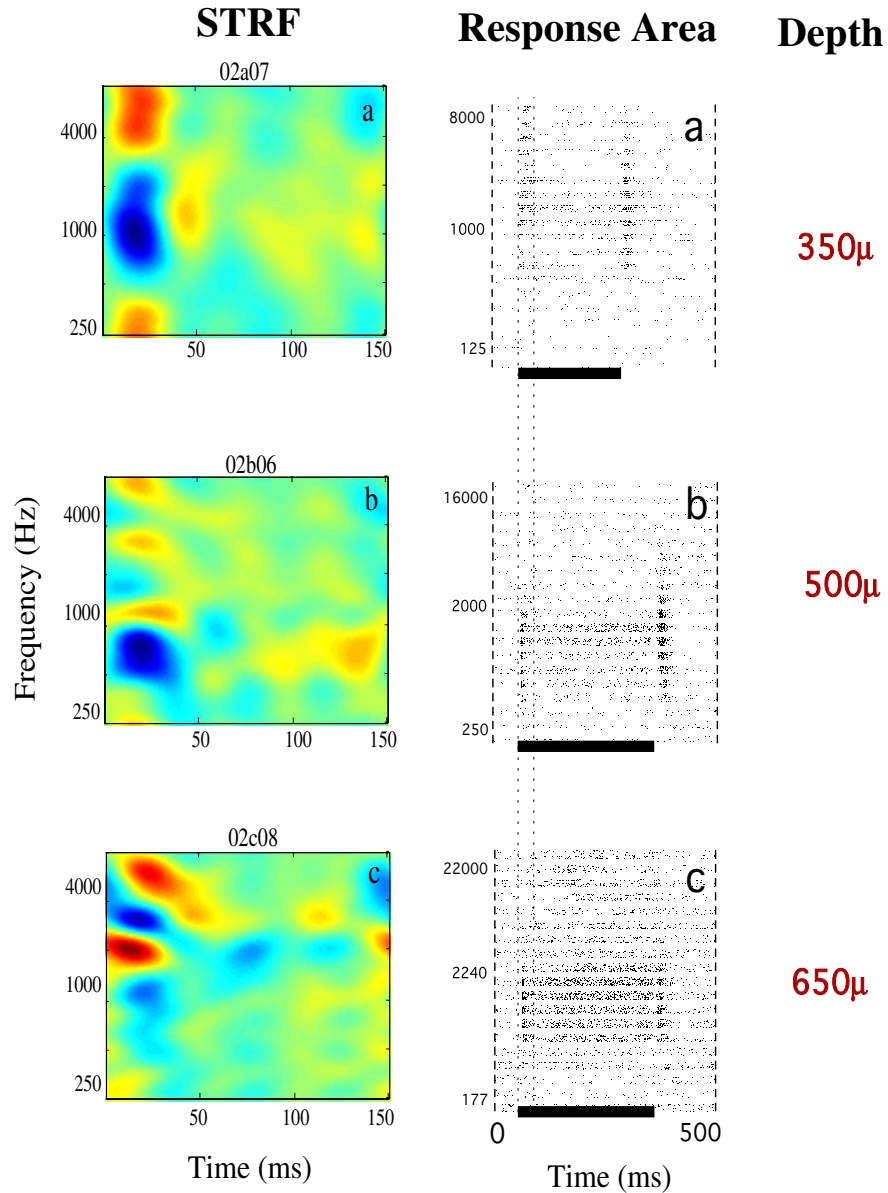 STRF
Response Area
Depth
02a07
a
4000
1000
250
50 100 150
a
8000
1000
125
350μ
02b06
b
4000
1000
250
50 100 150
b
16000
2000
250
500μ
Frequency (Hz)
02c08
c
4000
1000
250
50 100 150
Time (ms)
c
22000
2240
177
0 500
Time (ms)
650μ